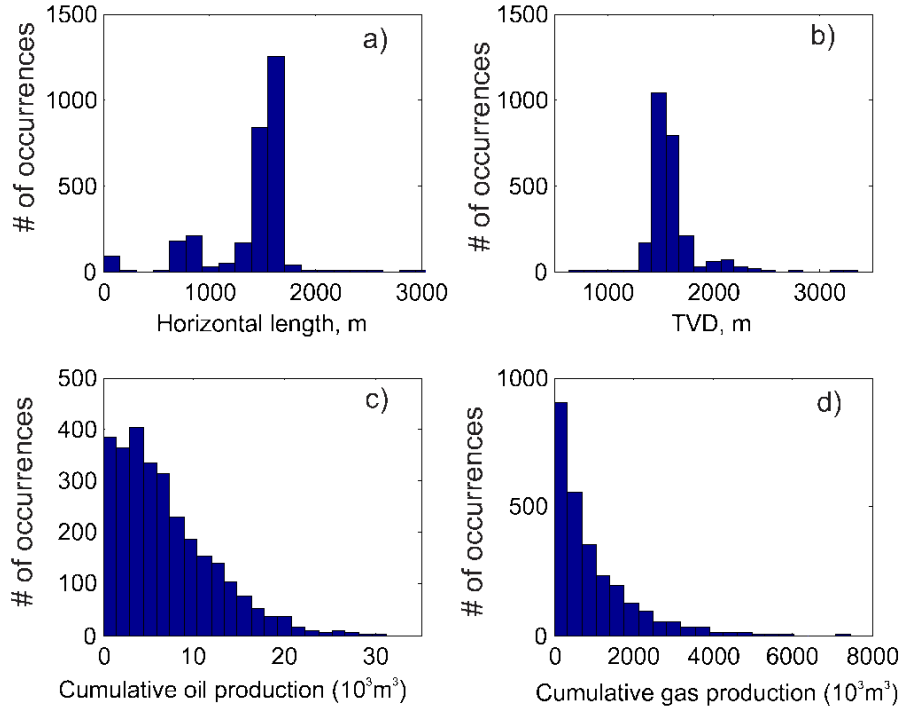 a)
# of occurrences
1500
1000
500
0
0 1000 2000 3000
Horizontal length, m
b)
# of occurrences
1500
1000
500
0
1000 2000 3000
TVD, m
c)
# of occurrences
500
400
300
200
100
0
0 10 20 30
Cumulative oil production (10³m³)
d)
# of occurrences
1000
500
0
0 2000 4000 6000 8000
Cumulative gas production (10³m³)